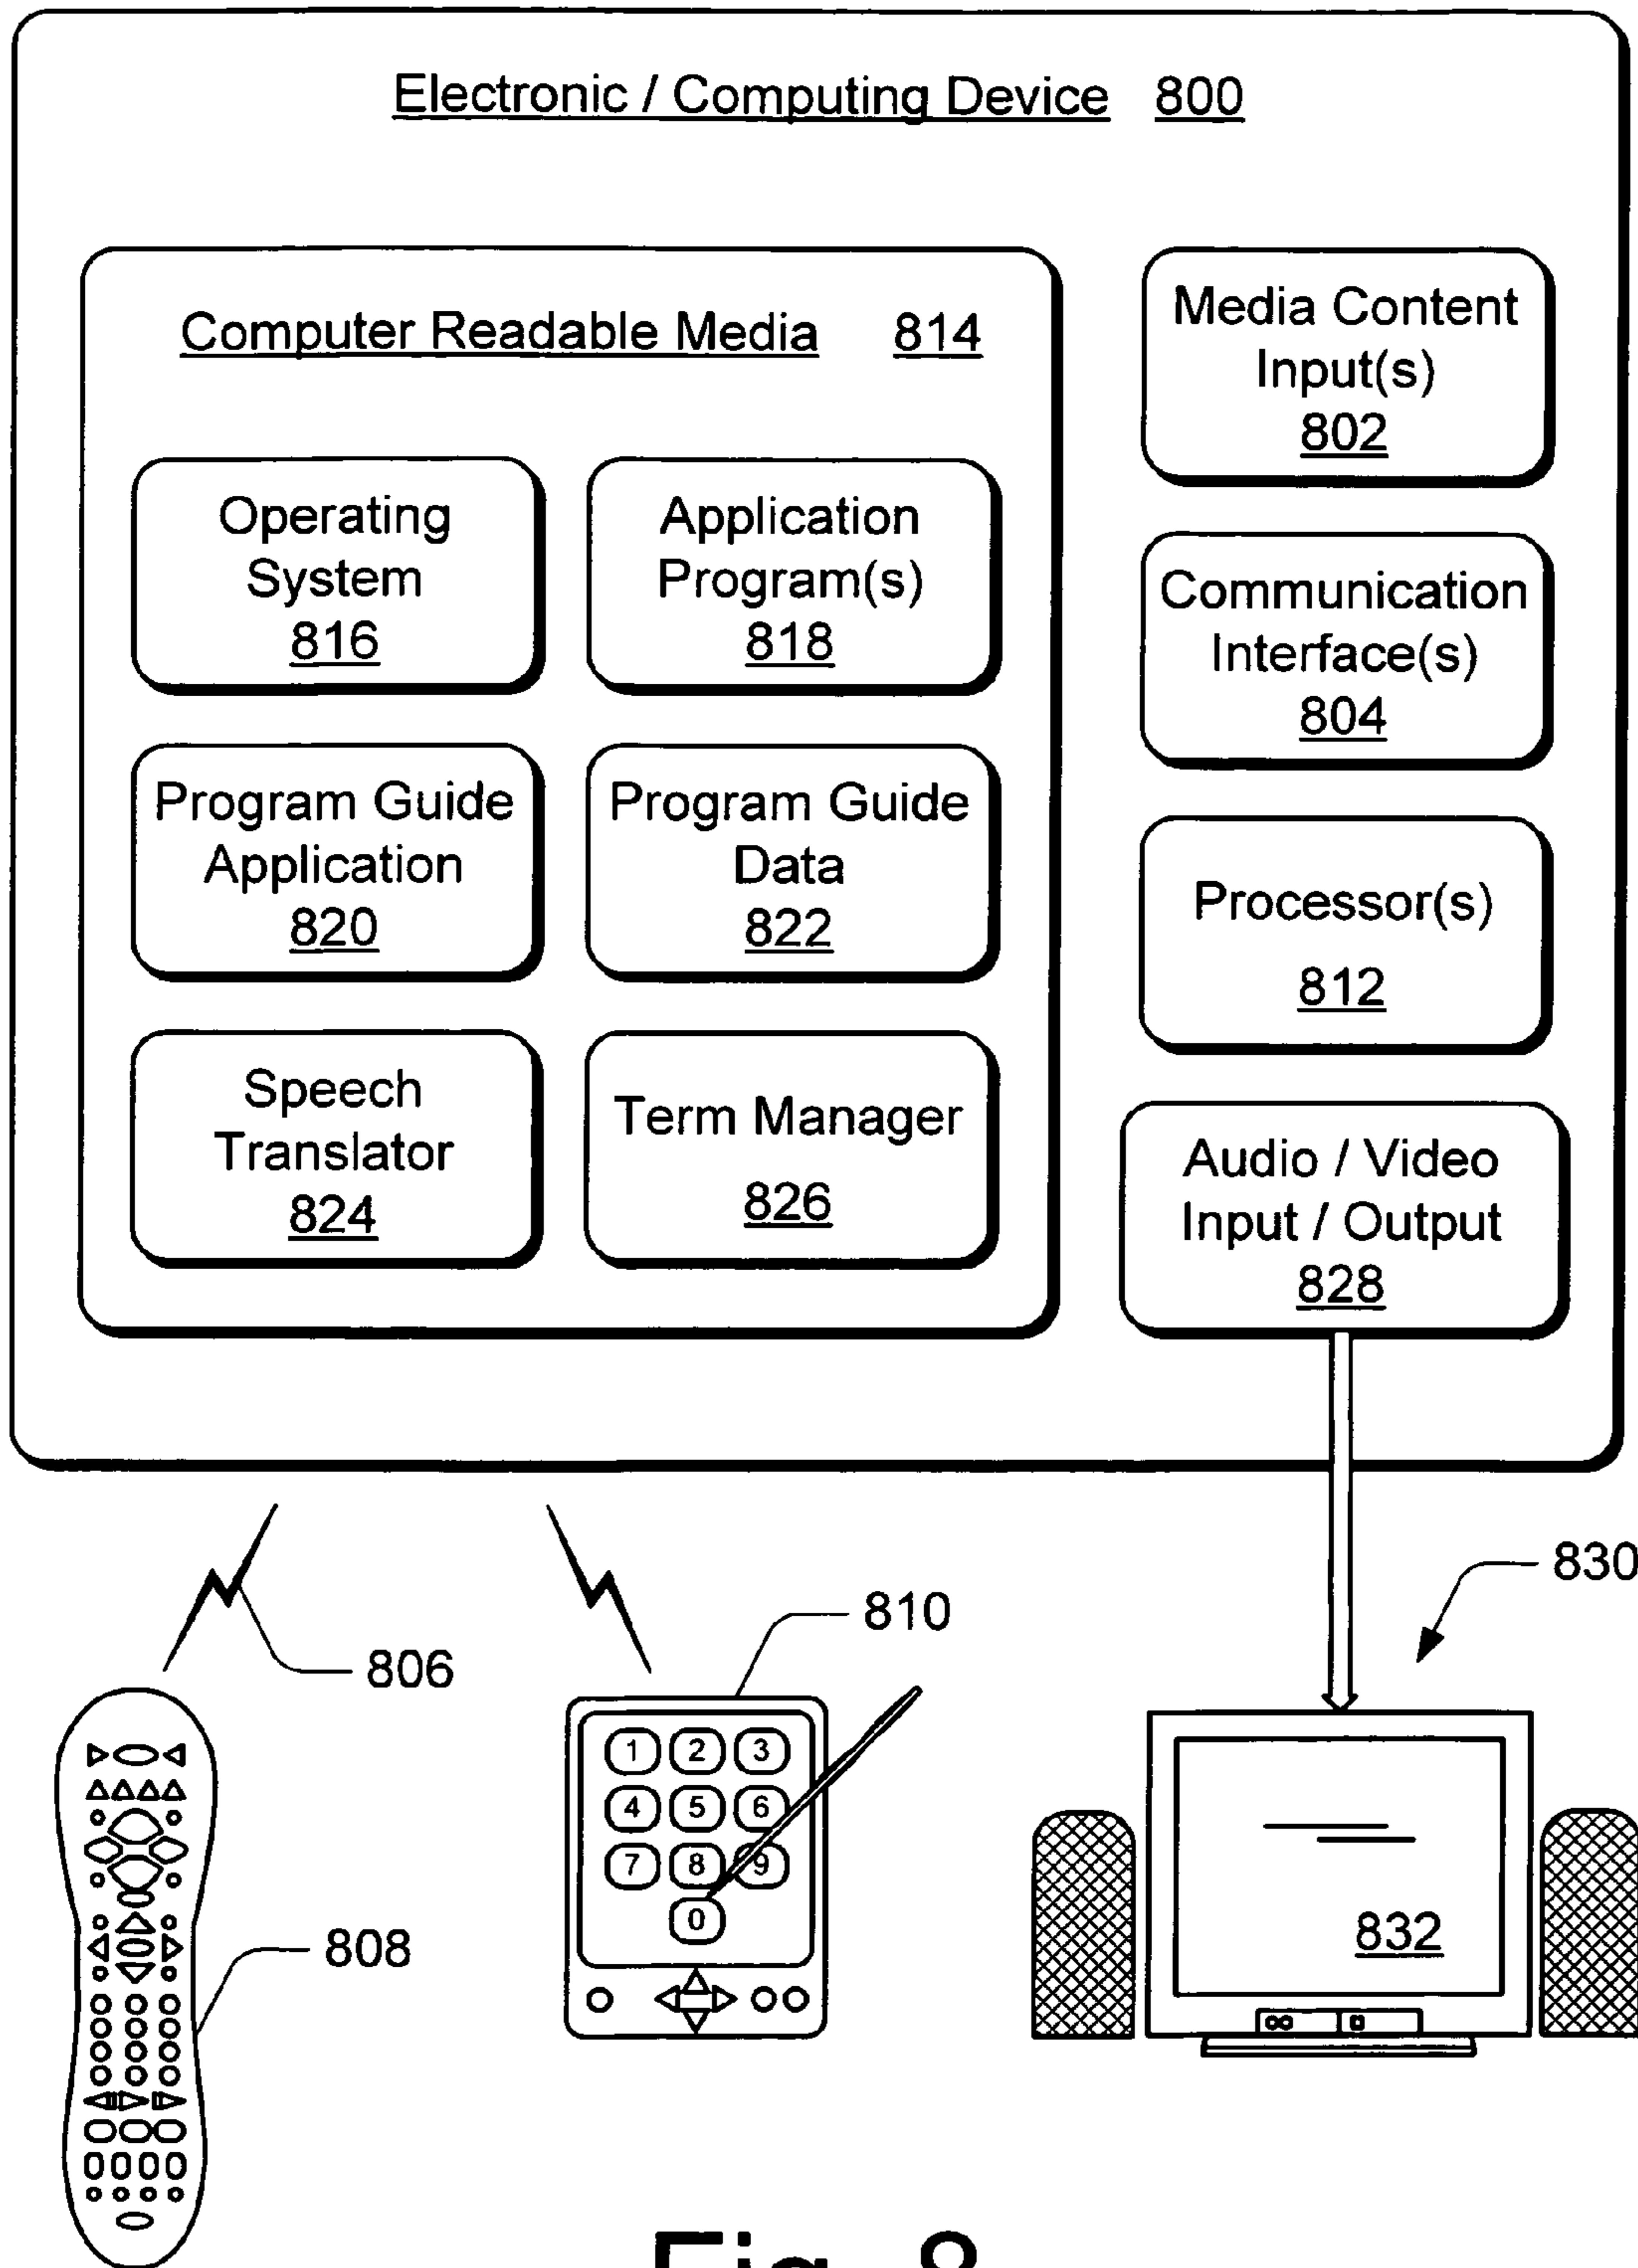 Electronic / Computing Device 800
Computer Readable Media 814
Operating
System
816
Application
Program(s)
818
Program Guide
Application
820
Program Guide
Data
822
Speech
Translator
824
Term Manager
826
Media Content
Input(s)
802
Communication
Interface(s)
804
Processor(s)
812
Audio / Video
Input / Output
828
806
808
810
1 2 3
4 5 6
7 8 9
0
830
832
Fig. 8